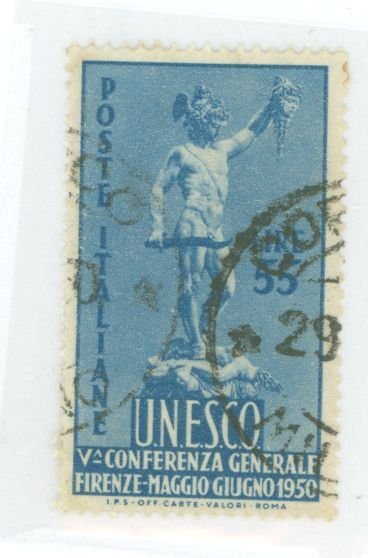 POSTE ITALIANE
LIRE
55
U.N.E.S.C.O.
Vᴬ CONFERENZA GENERALE
FIRENZE-MAGGIO GIUGNO 1950
I.P.S-OFF. CARTE-VALORI-ROMA
29